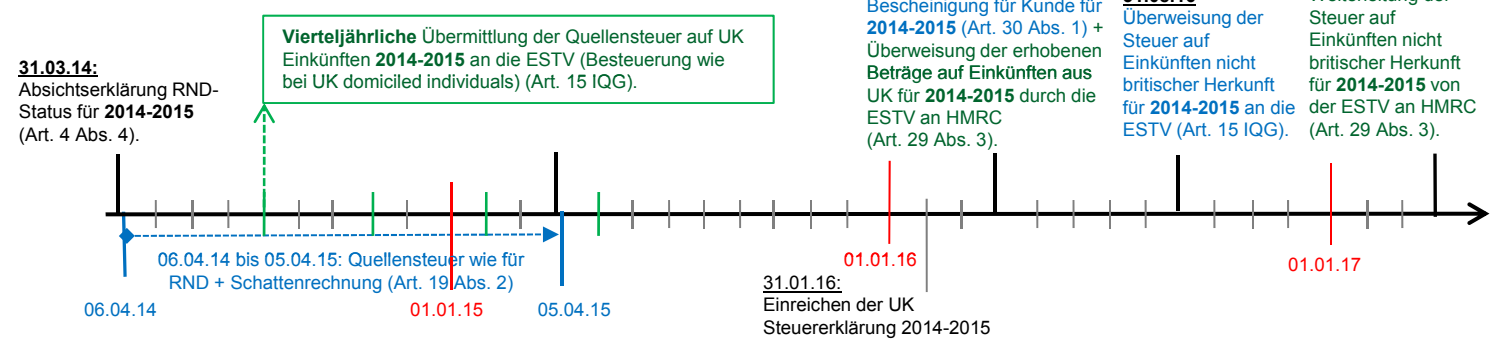 31.03.14:
Absichtserklärung RND-
Status für 2014-2015
(Art. 4 Abs. 4).
Vierteljährliche Übermittlung der Quellensteuer auf UK
Einkünften 2014-2015 an die ESTV (Besteuerung wie
bei UK domiciled individuals) (Art. 15 IQG).
Bescheinigung für Kunde für
2014-2015 (Art. 30 Abs. 1) +
Überweisung der erhobenen
Beträge auf Einkünften aus
UK für 2014-2015 durch die
ESTV an HMRC
(Art. 29 Abs. 3).
Überweisung der
Steuer auf
Einkünften nicht
britischer Herkunft
für 2014-2015 an die
ESTV (Art. 15 IQG).
Steuer auf
Einkünften nicht
britischer Herkunft
für 2014-2015 von
der ESTV an HMRC
(Art. 29 Abs. 3).
06.04.14 bis 05.04.15: Quellensteuer wie für
RND + Schattenrechnung (Art. 19 Abs. 2)
06.04.14
01.01.15
05.04.15
01.01.16
31.01.16:
Einreichen der UK
Steuererklärung 2014-2015
01.01.17